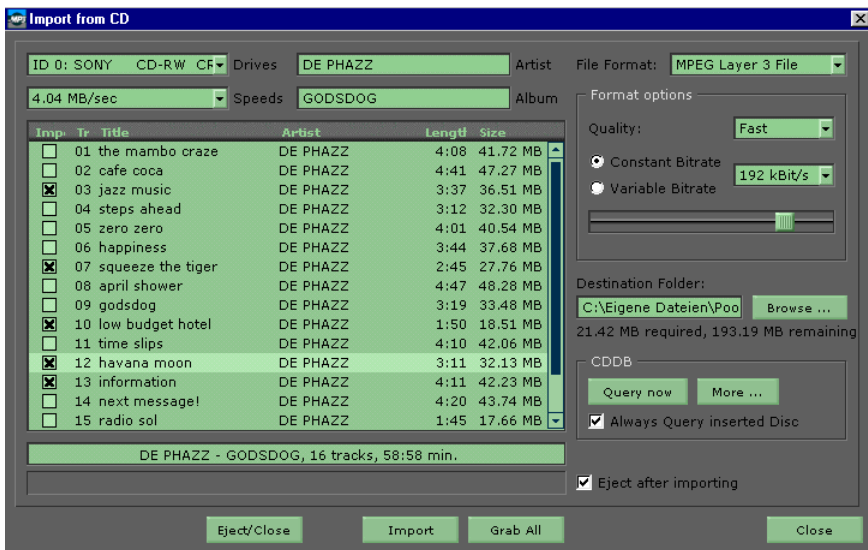 Import from CD
ID 0: SONY CD-RW CR Drives DE PHAZZ Artist File Format: MPEG Layer 3 File
4.04 MB/sec Speeds GODSDOG Album Format options
Quality: Fast
Imp Tr Title Artist Length Size
01 the mambo craze DE PHAZZ 4:08 41.72 MB
02 cafe coca DE PHAZZ 4:41 47.27 MB
03 jazz music DE PHAZZ 3:37 36.51 MB
04 steps ahead DE PHAZZ 3:12 32.30 MB
05 zero zero DE PHAZZ 4:01 40.54 MB
06 happiness DE PHAZZ 3:44 37.68 MB
07 squeeze the tiger DE PHAZZ 2:45 27.76 MB
08 april shower DE PHAZZ 4:47 48.28 MB
09 godsdog DE PHAZZ 3:19 33.48 MB
10 low budget hotel DE PHAZZ 1:50 18.51 MB
11 time slips DE PHAZZ 4:10 42.06 MB
12 havana moon DE PHAZZ 3:11 32.13 MB
13 information DE PHAZZ 4:11 42.23 MB
14 next message! DE PHAZZ 4:20 43.74 MB
15 radio sol DE PHAZZ 1:45 17.66 MB
Constant Bitrate 192 kBit/s
Variable Bitrate
Destination Folder:
C:\Eigene Dateien\Poo Browse ...
21.42 MB required, 193.19 MB remaining
CDDB
Query now More ...
Always Query inserted Disc
DE PHAZZ - GODSDOG, 16 tracks, 58:58 min.
Eject after importing
Eject/Close Import Grab All Close